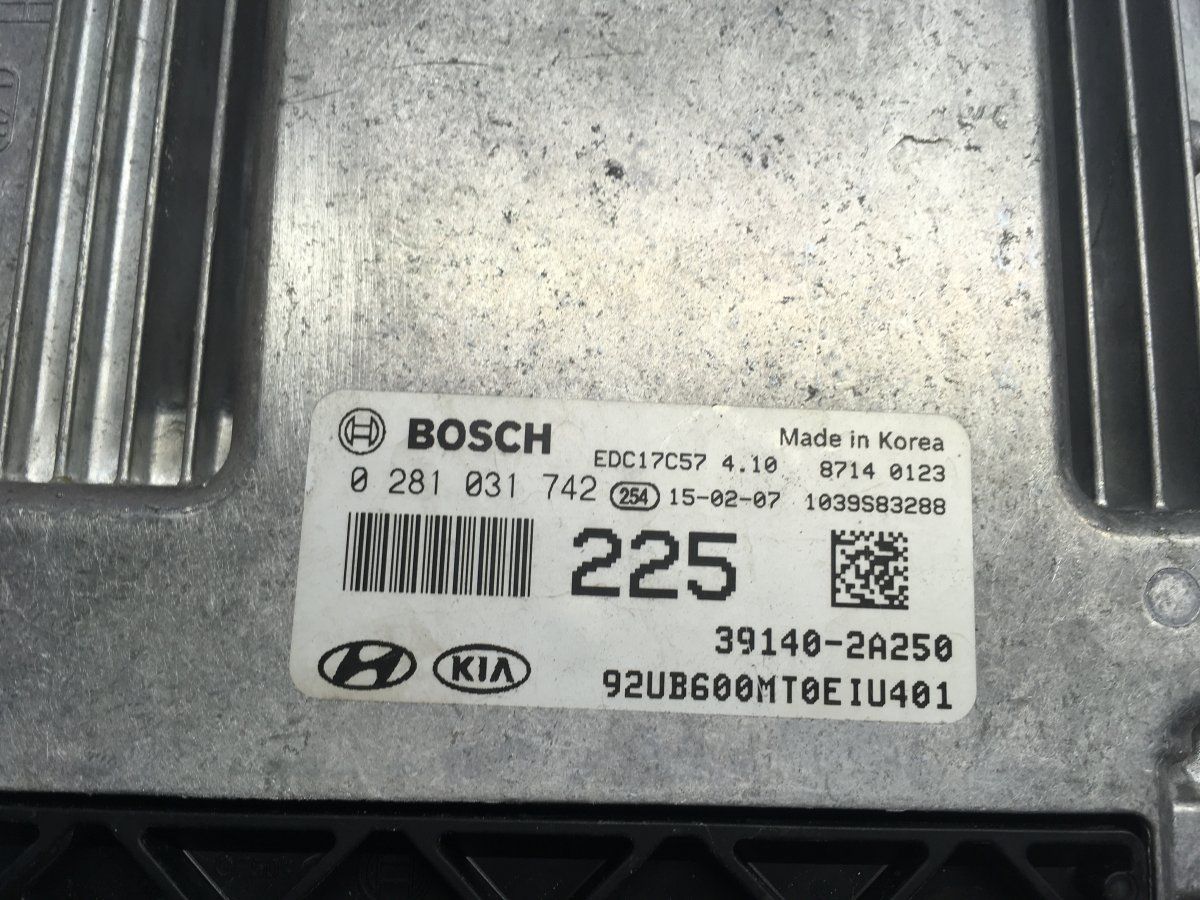 BOSCH
Made in Korea
EDC17C57 4.10
8714 0123
0 281 031 742
254
15-02-07
1039S83288
225
39140-2A250
KIA
92UB600MT0EIU401